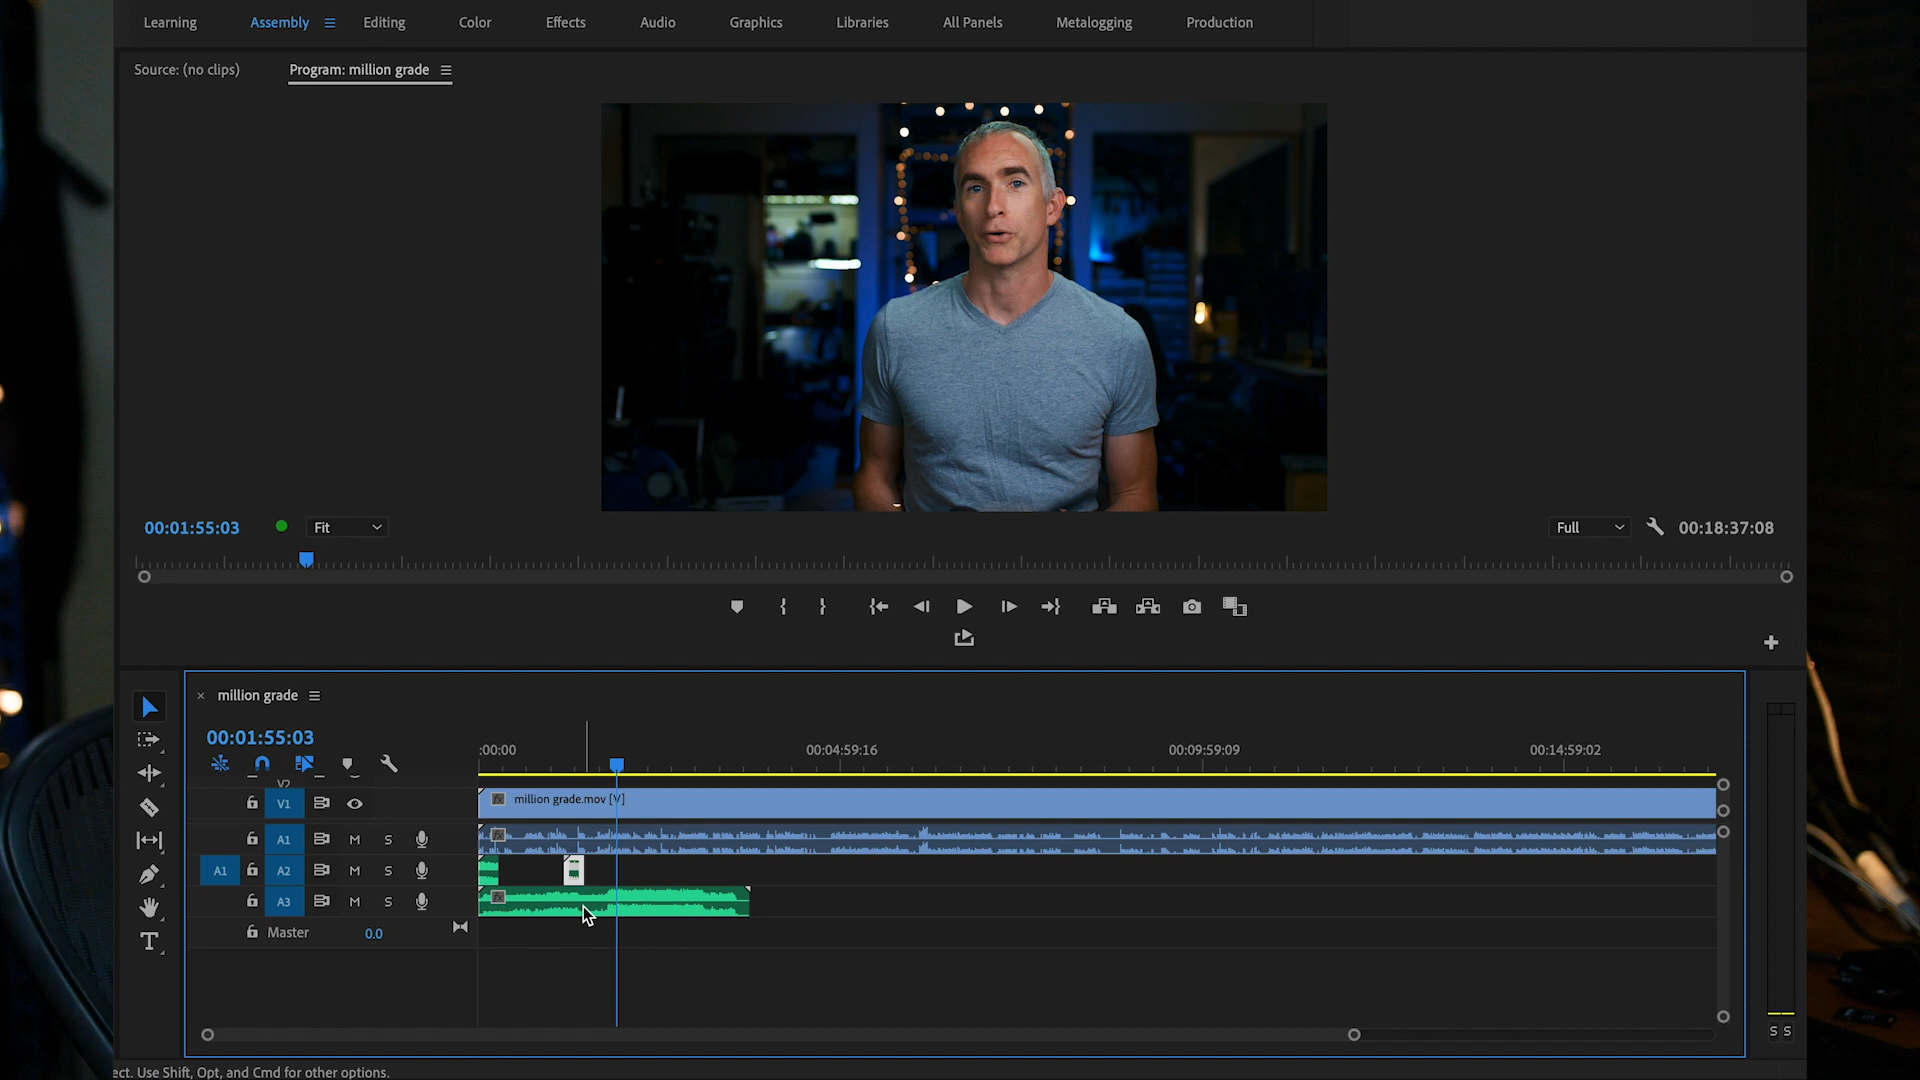 Learning Assembly Editing Color Effects Audio Graphics Libraries All Panels Metalogging Production
Source: (no clips) Program: million grade
00:01:55:03 Fit Full 00:18:37:08
million grade
00:01:55:03
:00:00 00:04:59:16 00:09:59:09 00:14:59:02
V2
V1 million grade.mov [V]
A1 M S
A1 A2 M S
A3 M S
Master 0.0
S S
ect. Use Shift, Opt, and Cmd for other options.